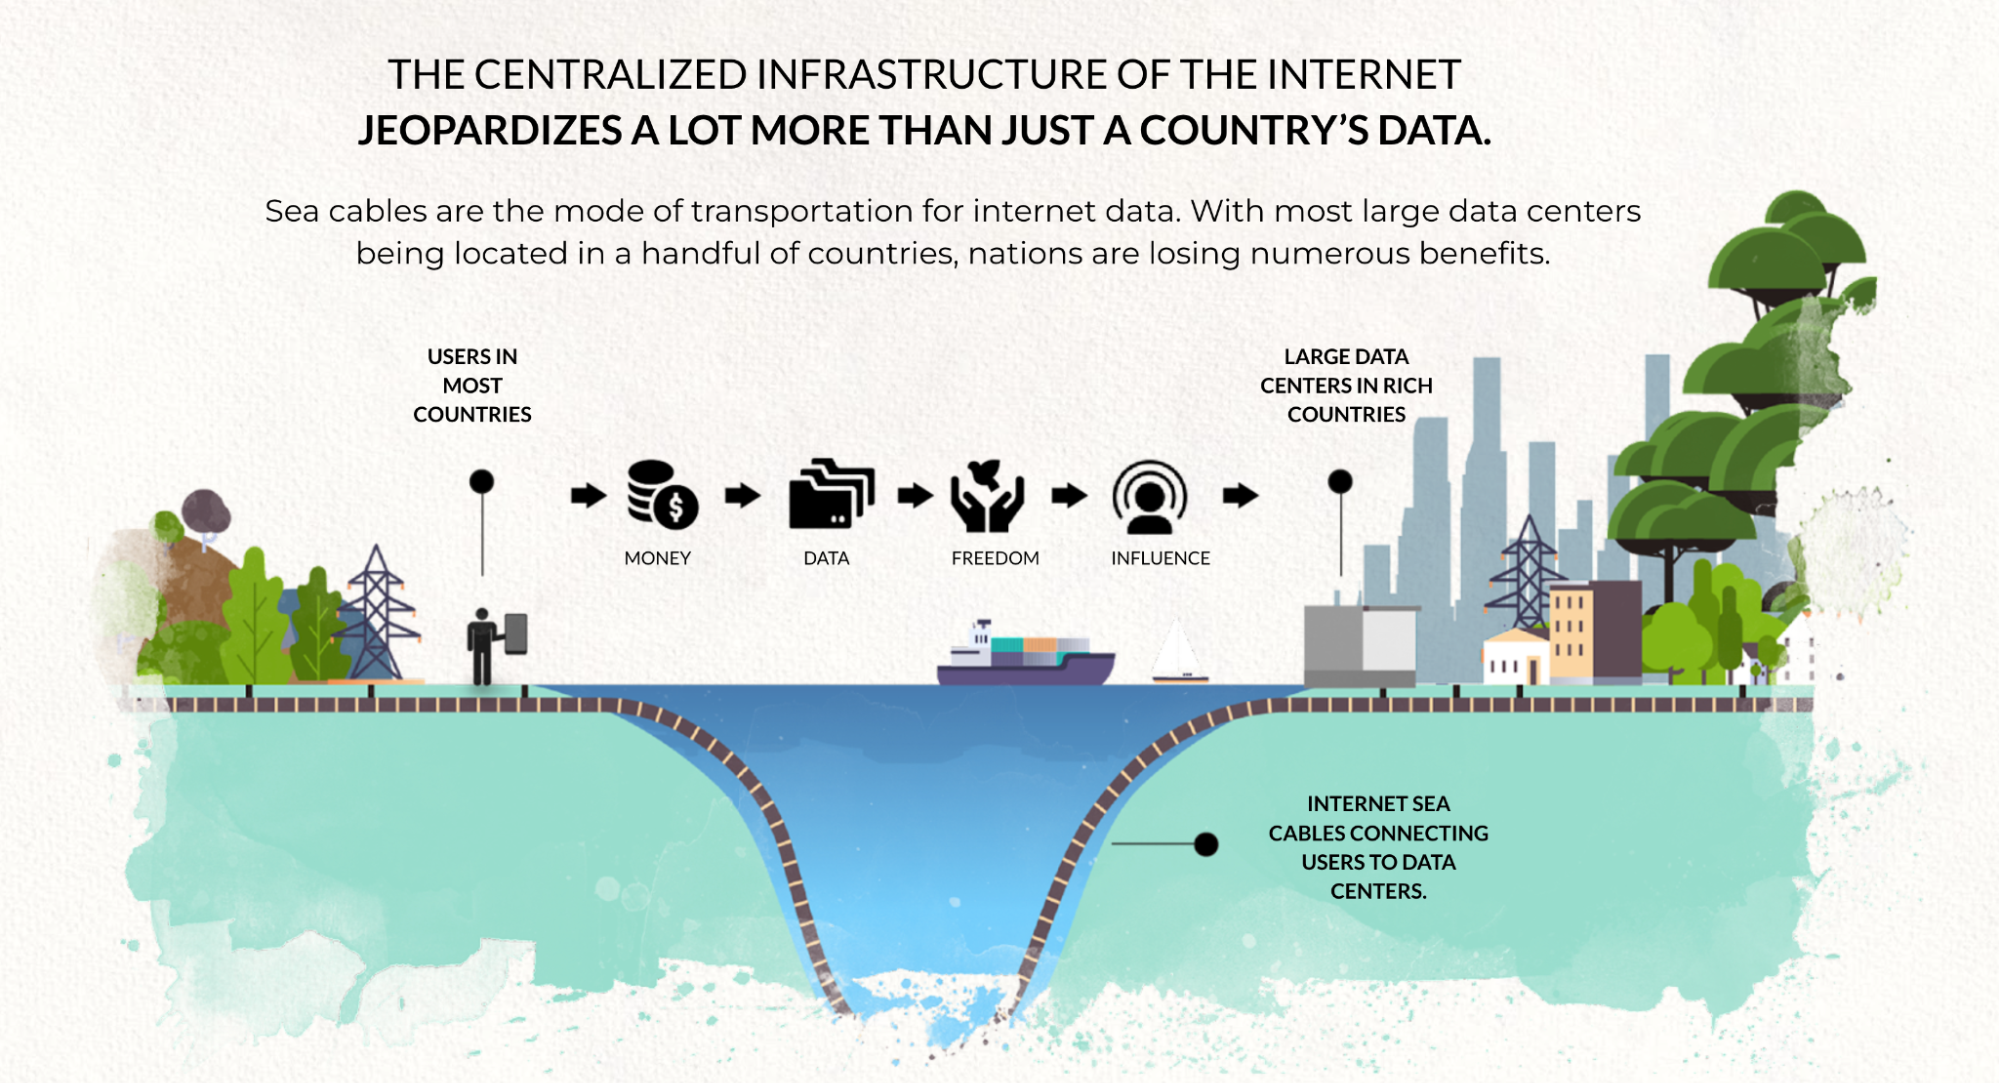 THE CENTRALIZED INFRASTRUCTURE OF THE INTERNET
JEOPARDIZES A LOT MORE THAN JUST A COUNTRY’S DATA.
Sea cables are the mode of transportation for internet data. With most large data centers
being located in a handful of countries, nations are losing numerous benefits.
USERS IN
MOST
COUNTRIES
LARGE DATA
CENTERS IN RICH
COUNTRIES
$
MONEY
DATA
FREEDOM
INFLUENCE
INTERNET SEA
CABLES CONNECTING
USERS TO DATA
CENTERS.